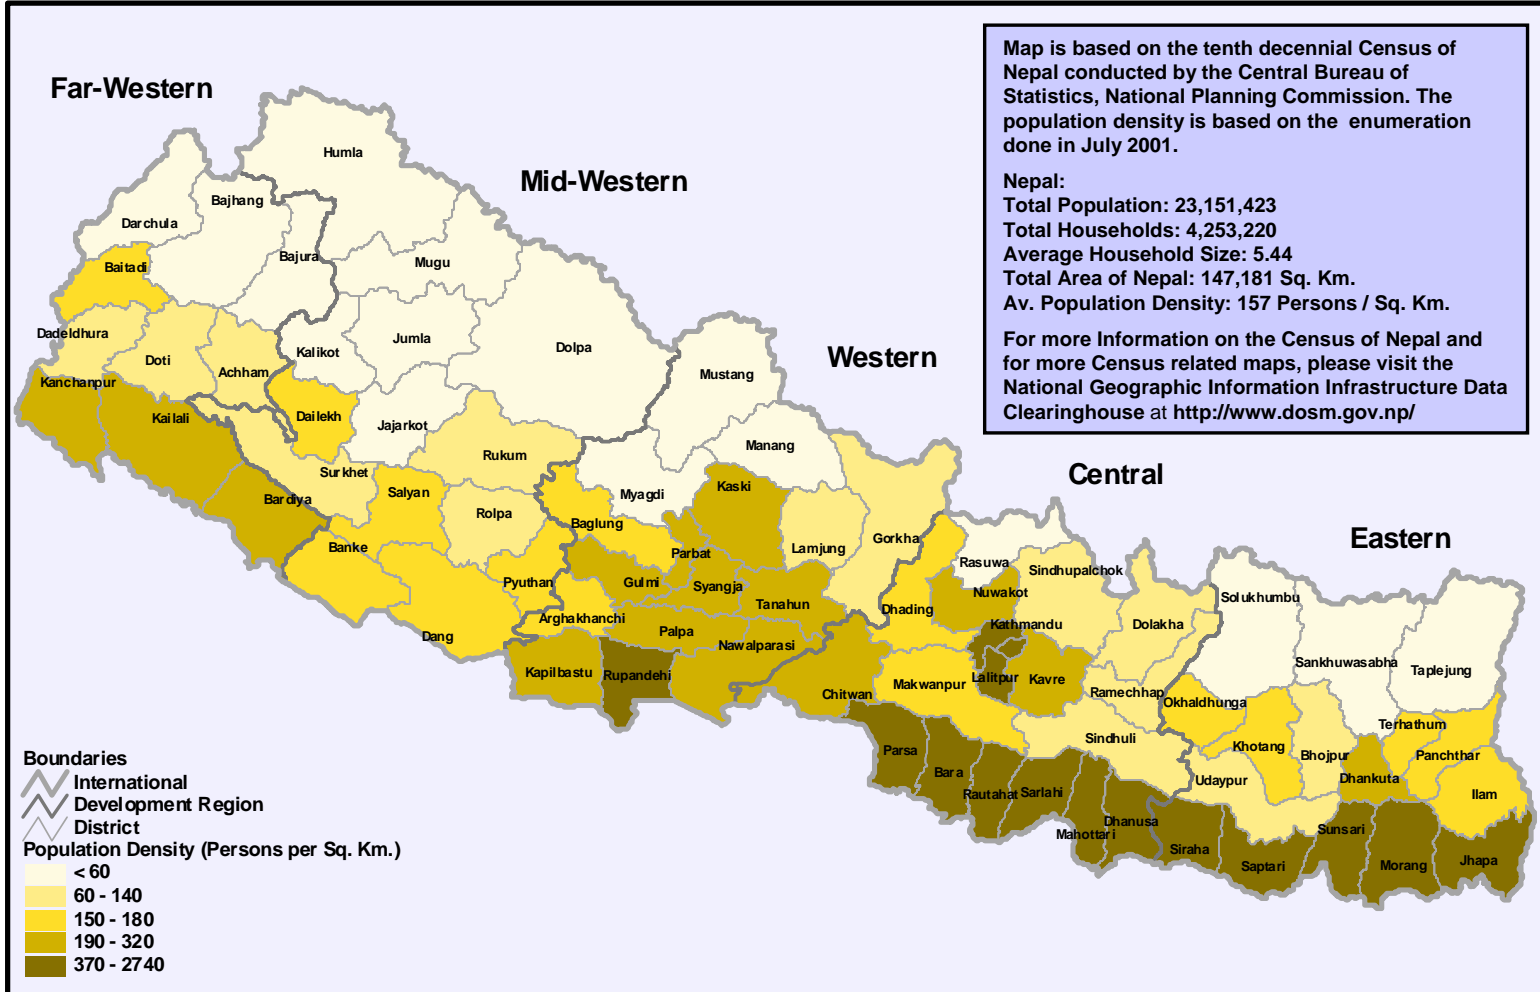 Map is based on the tenth decennial Census of
Nepal conducted by the Central Bureau of
Statistics, National Planning Commission. The
population density is based on the enumeration
done in July 2001.
Nepal:
Total Population: 23,151,423
Total Households: 4,253,220
Average Household Size: 5.44
Total Area of Nepal: 147,181 Sq. Km.
Av. Population Density: 157 Persons / Sq. Km.
For more Information on the Census of Nepal and
for more Census related maps, please visit the
National Geographic Information Infrastructure Data
Clearinghouse at http://www.dosm.gov.np/
Far-Western
Mid-Western
Western
Central
Eastern
Humla
Darchula
Bajhang
Bajura
Baitadi
Mugu
Dadeldhura
Doti
Achham
Kalikot
Jumla
Dolpa
Mustang
Kanchanpur
Kailali
Dailekh
Jajarkot
Manang
Surkhet
Rukum
Bardiya
Salyan
Rolpa
Myagdi
Kaski
Baglung
Lamjung
Gorkha
Banke
Parbat
Pyuthan
Gulmi
Syangja
Tanahun
Dhading
Rasuwa
Sindhupalchok
Nuwakot
Solukhumbu
Dang
Arghakhanchi
Palpa
Nawalparasi
Kathmandu
Dolakha
Sankhuwasabha
Taplejung
Kapilbastu
Rupandehi
Chitwan
Makwanpur
Lalitpur
Kavre
Ramechhap
Okhaldhunga
Khotang
Bhojpur
Terhathum
Panchthar
Sindhuli
Udaypur
Dhankuta
Ilam
Parsa
Bara
Rautahat
Sarlahi
Mahottari
Dhanusa
Siraha
Saptari
Sunsari
Morang
Jhapa
Boundaries
International
Development Region
District
Population Density (Persons per Sq. Km.)
< 60
60 - 140
150 - 180
190 - 320
370 - 2740